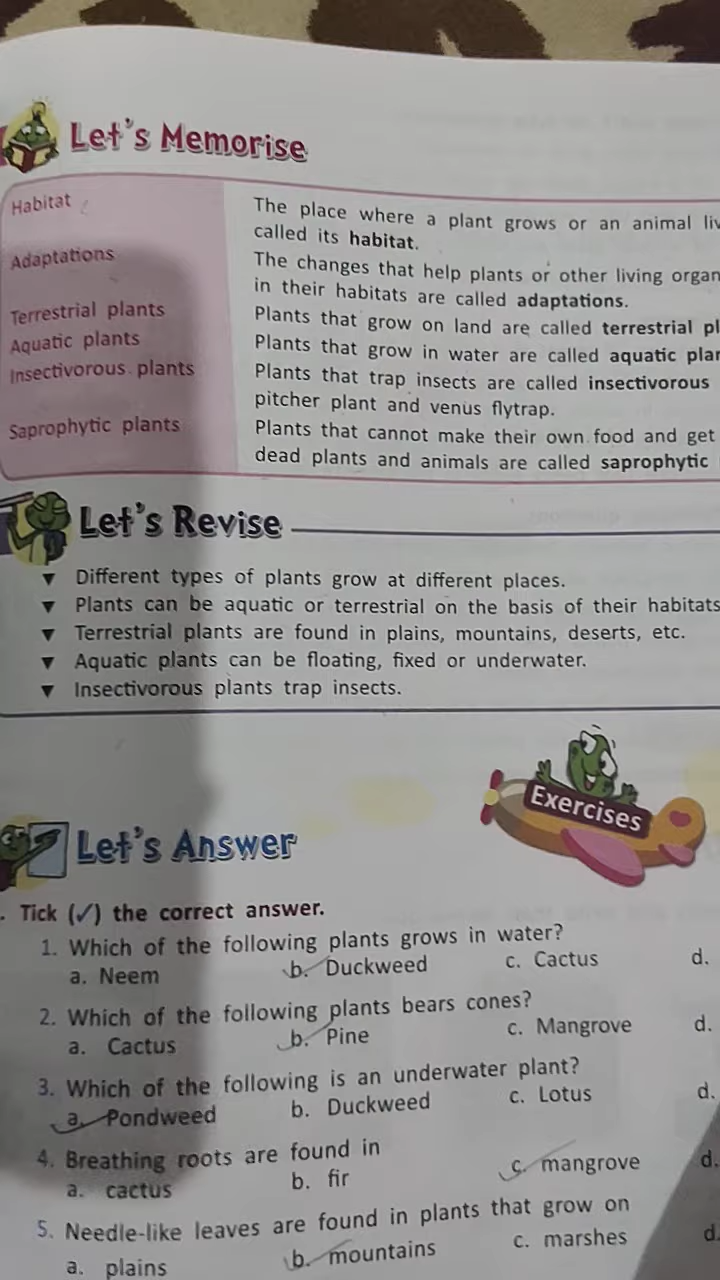 Let's Memorise
Habitat
The place where a plant grows or an animal liv
called its habitat.
Adaptations
The changes that help plants or other living organ
in their habitats are called adaptations.
Terrestrial plants
Plants that grow on land are called terrestrial pl
Aquatic plants
Plants that grow in water are called aquatic plan
Insectivorous plants
Plants that trap insects are called insectivorous
pitcher plant and venus flytrap.
Saprophytic plants
Plants that cannot make their own food and get
dead plants and animals are called saprophytic
Let's Revise
▼ Different types of plants grow at different places.
▼ Plants can be aquatic or terrestrial on the basis of their habitats
▼ Terrestrial plants are found in plains, mountains, deserts, etc.
▼ Aquatic plants can be floating, fixed or underwater.
▼ Insectivorous plants trap insects.
Exercises
Let's Answer
. Tick (✓) the correct answer.
1. Which of the following plants grows in water?
a. Neem b. Duckweed c. Cactus d.
2. Which of the following plants bears cones?
a. Cactus b. Pine c. Mangrove d.
3. Which of the following is an underwater plant?
a. Pondweed b. Duckweed c. Lotus d.
4. Breathing roots are found in
a. cactus b. fir c. mangrove d.
5. Needle-like leaves are found in plants that grow on
a. plains b. mountains c. marshes d.